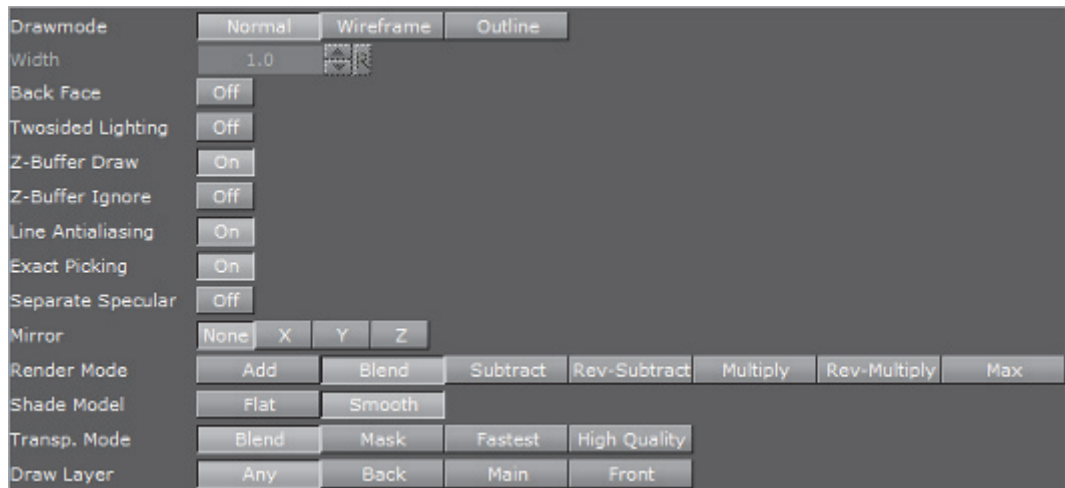 Drawmode Normal Wireframe Outline
Width 1.0 R
Back Face Off
Twosided Lighting Off
Z-Buffer Draw On
Z-Buffer Ignore Off
Line Antialiasing On
Exact Picking On
Separate Specular Off
Mirror None X Y Z
Render Mode Add Blend Subtract Rev-Subtract Multiply Rev-Multiply Max
Shade Model Flat Smooth
Transp. Mode Blend Mask Fastest High Quality
Draw Layer Any Back Main Front